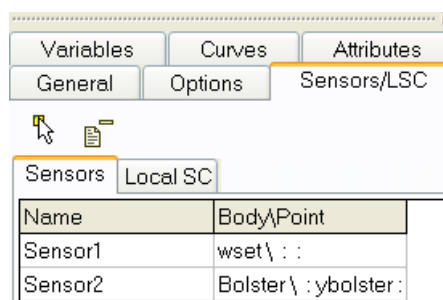 Variables Curves Attributes
General Options Sensors/LSC
Sensors Local SC
Name Body\Point
Sensor1 wset\ : :
Sensor2 Bolster\ : ybolster :